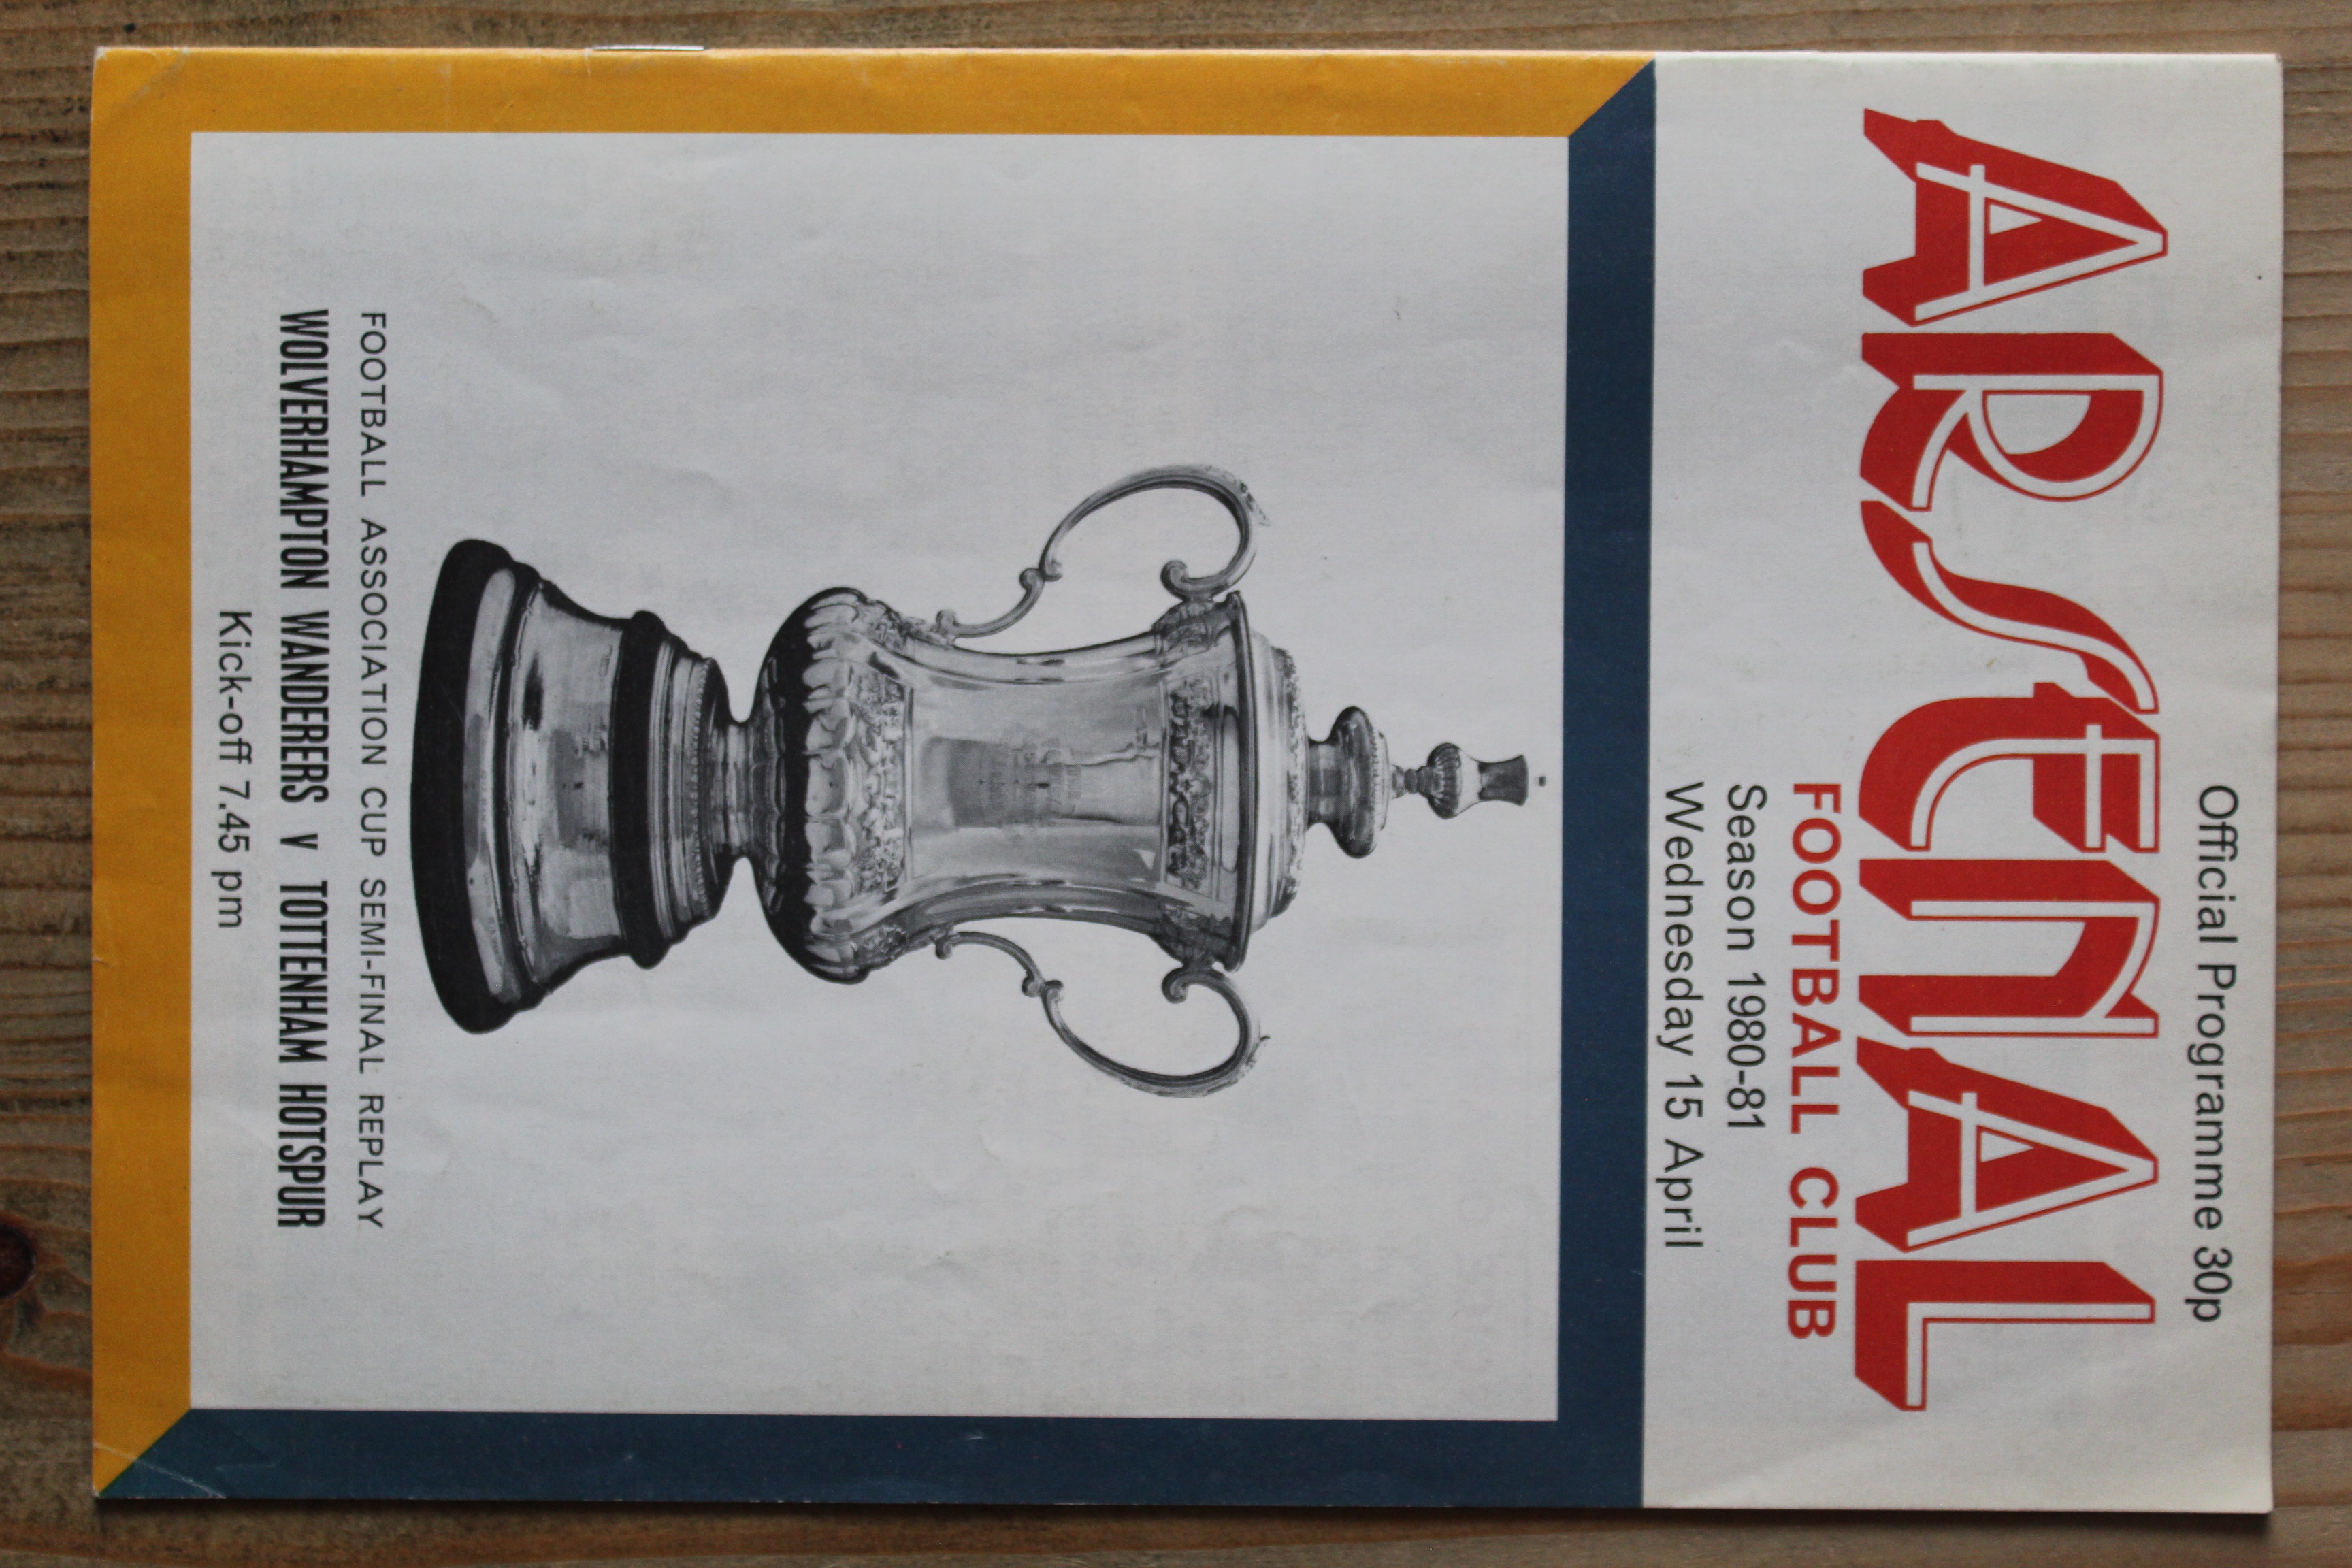 Official Programme 30p
ARSENAL
FOOTBALL CLUB
Season 1980-81
Wednesday 15 April
FOOTBALL ASSOCIATION CUP SEMI-FINAL REPLAY
WOLVERHAMPTON WANDERERS v TOTTENHAM HOTSPUR
Kick-off 7.45 pm